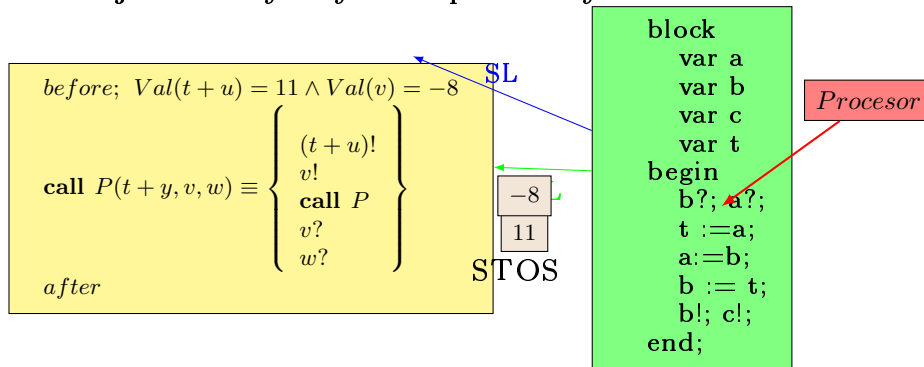 before; Val(t + u) = 11 ∧ Val(v) = −8
call P(t + y, v, w) ≡ {
(t + u)!
v!
call P
v?
w?
}
after
SL
−8
11
STOS
block
var a
var b
var c
var t
begin
b?; a?;
t :=a;
a:=b;
b := t;
b!; c!;
end;
Procesor